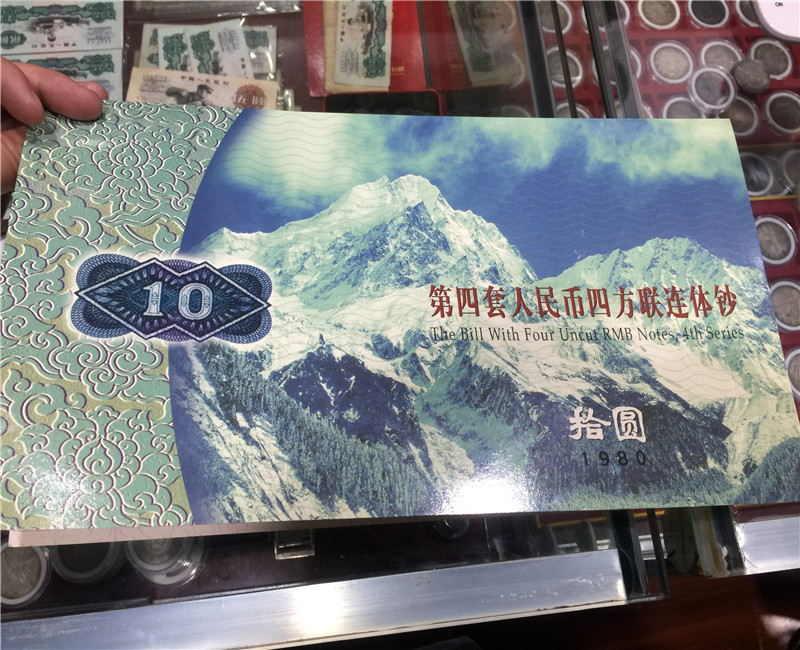 10
第四套人民币四方联连体钞
The Bill With Four Uncut RMB Notes, 4th Series
拾圆
1980
ON